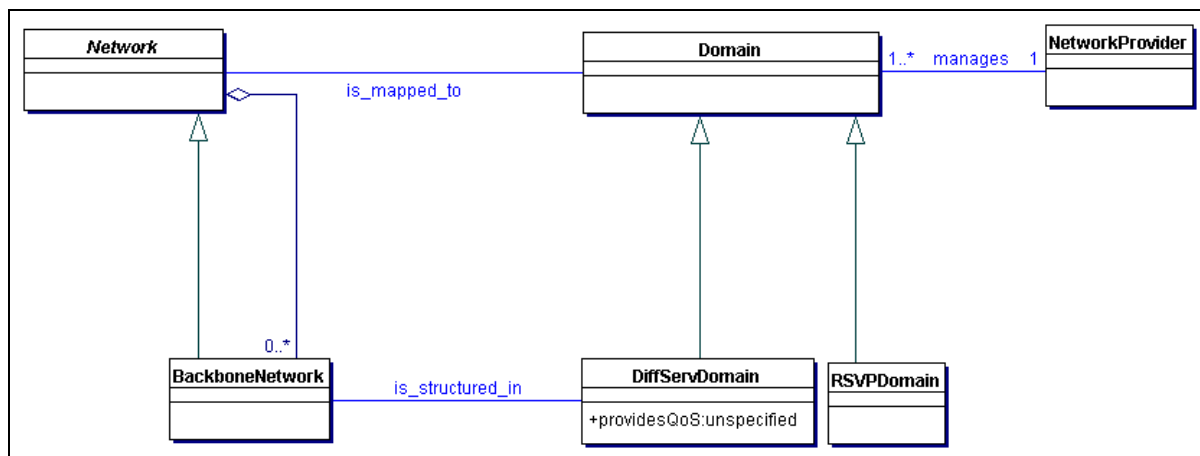 Network
Domain
NetworkProvider
1..* manages 1
is_mapped_to
0..*
BackboneNetwork
is_structured_in
DiffServDomain
+providesQoS:unspecified
RSVPDomain